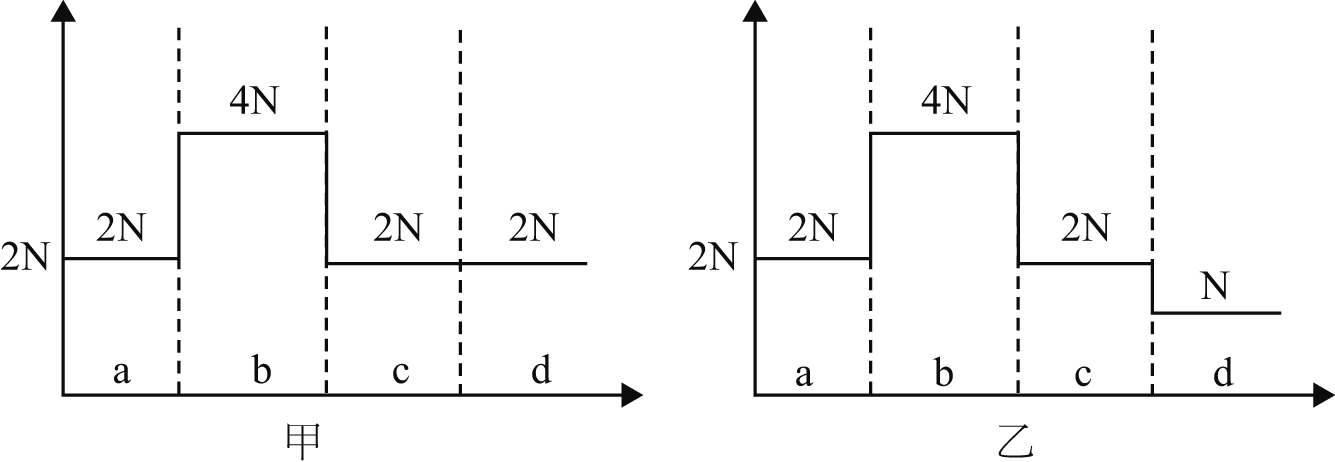 4N 4N
2N 2N 2N 2N 2N
2N 2N
N
a b c d a b c d
甲 乙